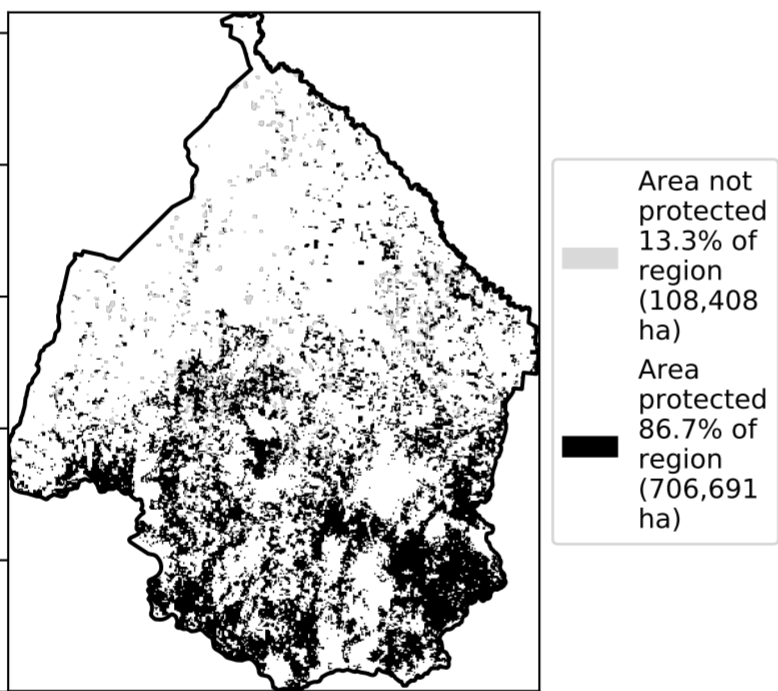 Area not
protected
13.3% of
region
(108,408
ha)
Area
protected
86.7% of
region
(706,691
ha)